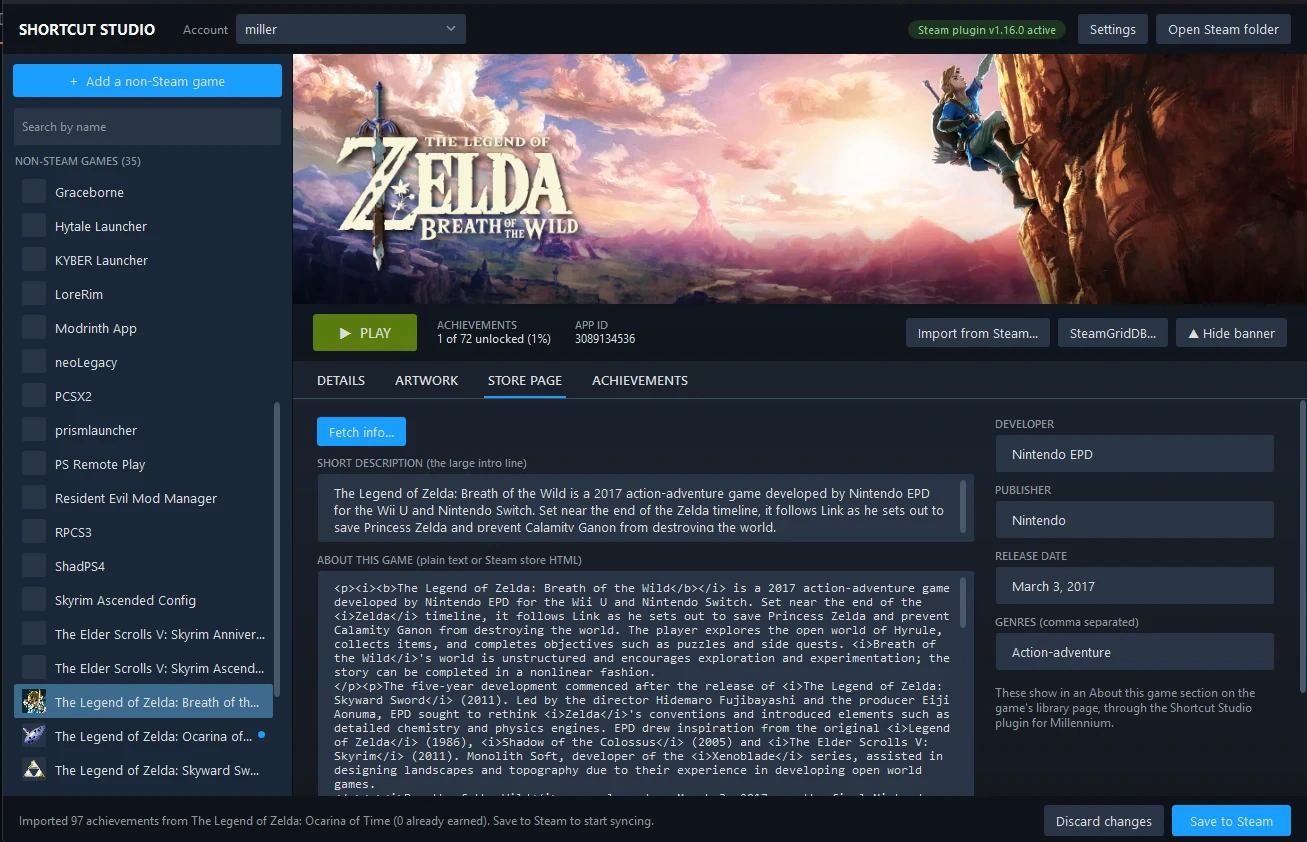 SHORTCUT STUDIO
Account
miller
Steam plugin v1.16.0 active
Settings
Open Steam folder
+ Add a non-Steam game
Search by name
NON-STEAM GAMES (35)
Graceborne
Hytale Launcher
KYBER Launcher
LoreRim
Modrinth App
neoLegacy
PCSX2
prismlauncher
PS Remote Play
Resident Evil Mod Manager
RPCS3
ShadPS4
Skyrim Ascended Config
The Elder Scrolls V: Skyrim Anniver...
The Elder Scrolls V: Skyrim Ascend...
The Legend of Zelda: Breath of th...
The Legend of Zelda: Ocarina of...
The Legend of Zelda: Skyward Sw...
THE LEGEND OF
ZELDA
BREATH OF THE WILD
▶ PLAY
ACHIEVEMENTS
1 of 72 unlocked (1%)
APP ID
3089134536
Import from Steam...
SteamGridDB...
▲ Hide banner
DETAILS
ARTWORK
STORE PAGE
ACHIEVEMENTS
Fetch info...
SHORT DESCRIPTION (the large intro line)
The Legend of Zelda: Breath of the Wild is a 2017 action-adventure game developed by Nintendo EPD
for the Wii U and Nintendo Switch. Set near the end of the Zelda timeline, it follows Link as he sets out to
save Princess Zelda and prevent Calamity Ganon from destroying the world.
ABOUT THIS GAME (plain text or Steam store HTML)
<p><i><b>The Legend of Zelda: Breath of the Wild</b></i> is a 2017 action-adventure game
developed by Nintendo EPD for the Wii U and Nintendo Switch. Set near the end of the
<i>Zelda</i> timeline, it follows Link as he sets out to save Princess Zelda and prevent
Calamity Ganon from destroying the world. The player explores the open world of Hyrule,
collects items, and completes objectives such as puzzles and side quests. <i>Breath of
the Wild</i>'s world is unstructured and encourages exploration and experimentation; the
story can be completed in a nonlinear fashion.
</p><p>The five-year development commenced after the release of <i>The Legend of Zelda:
Skyward Sword</i> (2011). Led by the director Hidemaro Fujibayashi and the producer Eiji
Aonuma, EPD sought to rethink <i>Zelda</i>'s conventions and introduced elements such as
detailed chemistry and physics engines. EPD drew inspiration from the original <i>Legend
of Zelda</i> (1986), <i>Shadow of the Colossus</i> (2005) and <i>The Elder Scrolls V:
Skyrim</i> (2011). Monolith Soft, developer of the <i>Xenoblade</i> series, assisted in
designing landscapes and topography due to their experience in developing open world
games.
DEVELOPER
Nintendo EPD
PUBLISHER
Nintendo
RELEASE DATE
March 3, 2017
GENRES (comma separated)
Action-adventure
These show in an About this game section on the
game's library page, through the Shortcut Studio
plugin for Millennium.
Imported 97 achievements from The Legend of Zelda: Ocarina of Time (0 already earned). Save to Steam to start syncing.
Discard changes
Save to Steam